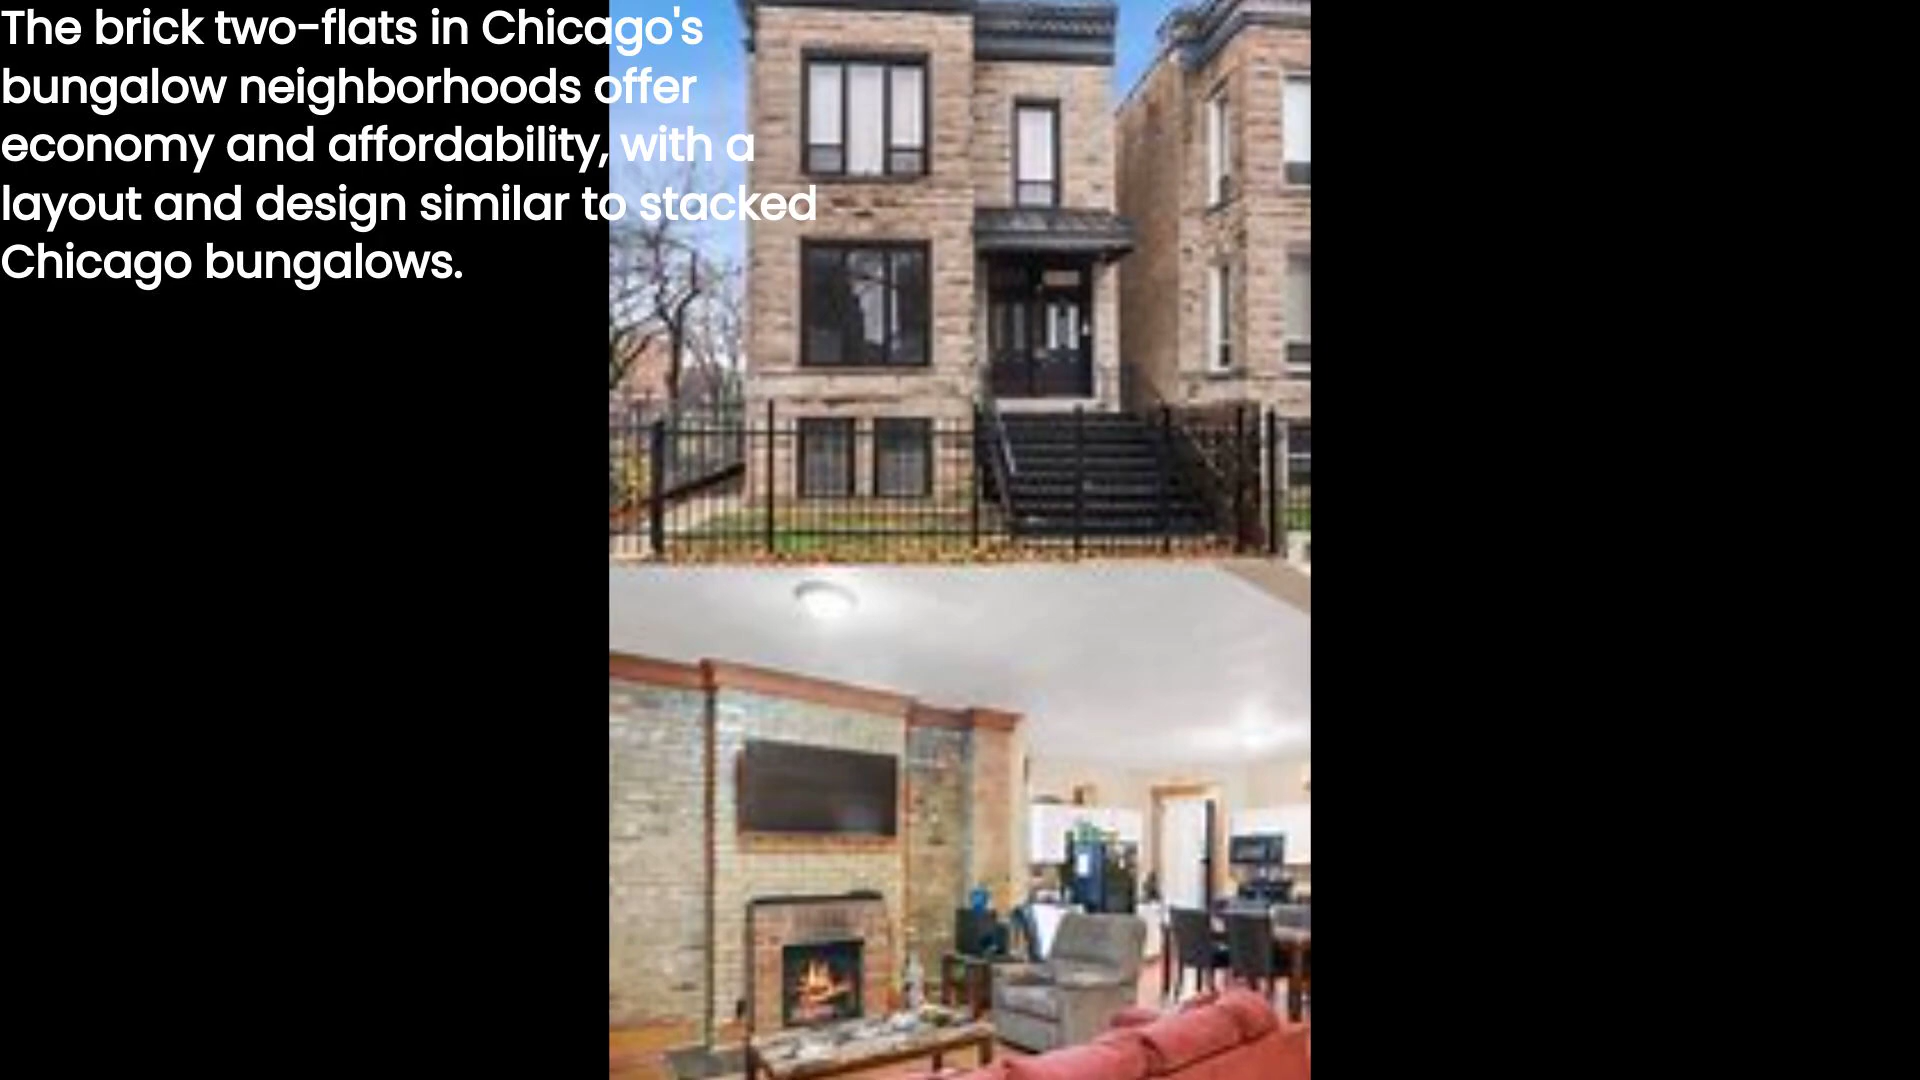 The brick two-flats in Chicago's
bungalow neighborhoods offer
economy and affordability, with a
layout and design similar to stacked
Chicago bungalows.